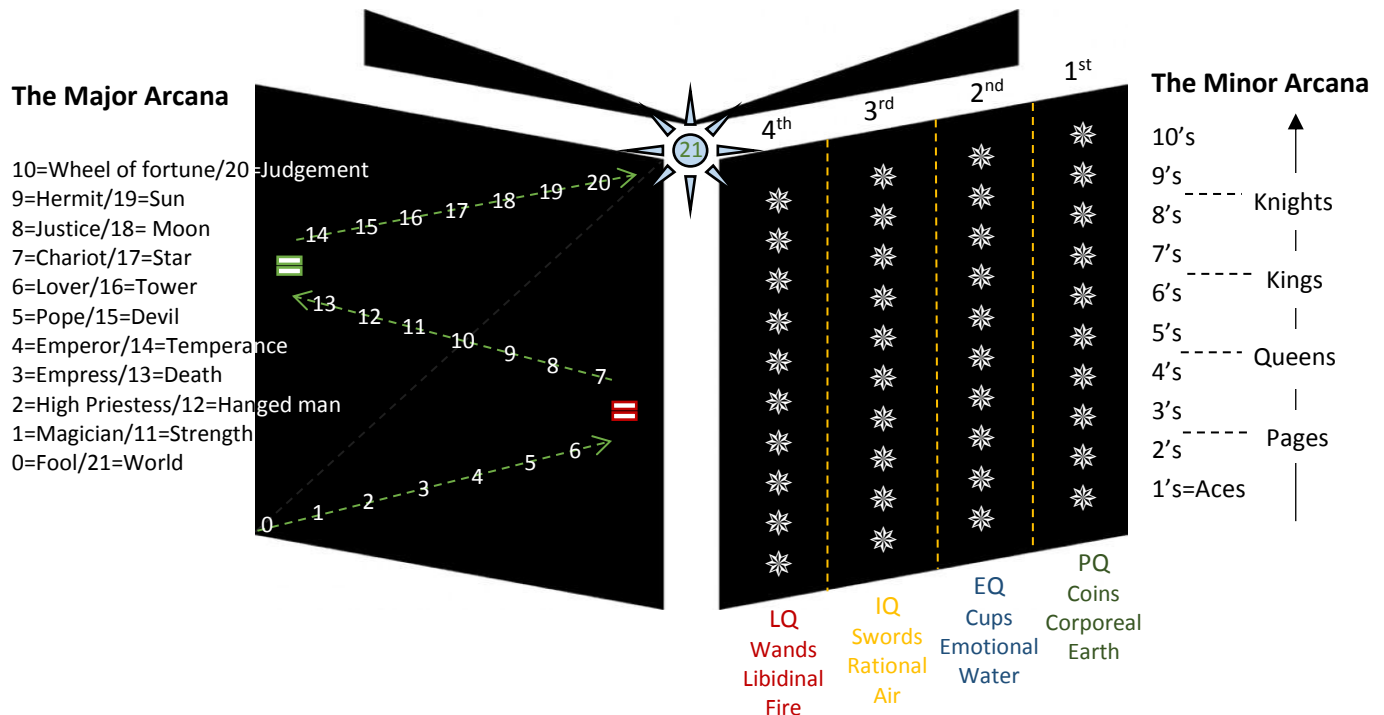 The Major Arcana
10=Wheel of fortune/20=Judgement
9=Hermit/19=Sun
8=Justice/18= Moon
7=Chariot/17=Star
6=Lover/16=Tower
5=Pope/15=Devil
4=Emperor/14=Temperance
3=Empress/13=Death
2=High Priestess/12=Hanged man
1=Magician/11=Strength
0=Fool/21=World
21
14 15 16 17 18 19 20
13 12 11 10 9 8 7
0 1 2 3 4 5 6
4th 3rd 2nd 1st
LQ
Wands
Libidinal
Fire
IQ
Swords
Rational
Air
EQ
Cups
Emotional
Water
PQ
Coins
Corporeal
Earth
The Minor Arcana
10's
9's
8's
7's
6's
5's
4's
3's
2's
1's=Aces
Knights
Kings
Queens
Pages